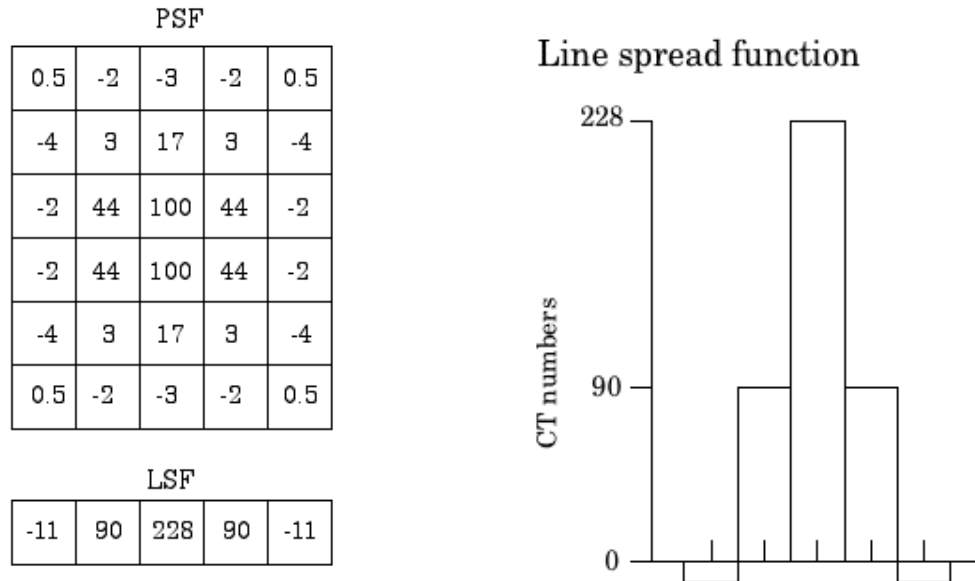 PSF
0.5 -2 -3 -2 0.5
-4 3 17 3 -4
-2 44 100 44 -2
-2 44 100 44 -2
-4 3 17 3 -4
0.5 -2 -3 -2 0.5
LSF
-11 90 228 90 -11
Line spread function
228
90
0
CT numbers